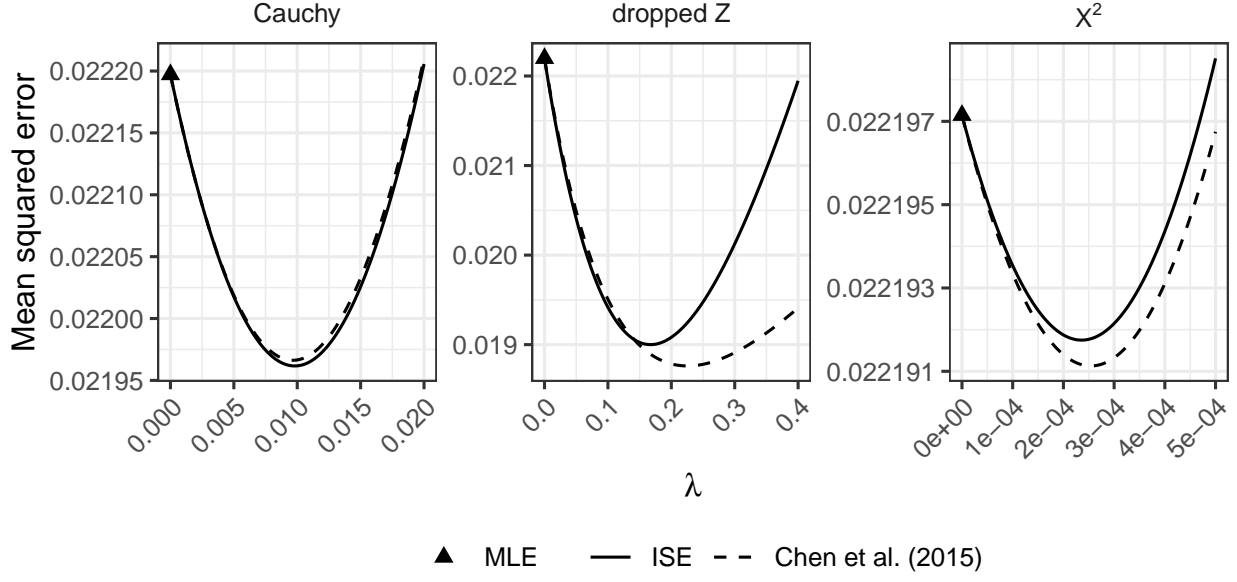 Cauchy
dropped Z
X²
Mean squared error
0.02220
0.02215
0.02210
0.02205
0.02200
0.02195
0.000
0.005
0.010
0.015
0.020
0.022
0.021
0.020
0.019
0.0
0.1
0.2
0.3
0.4
0.022197
0.022195
0.022193
0.022191
0e+00
1e−04
2e−04
3e−04
4e−04
5e−04
λ
MLE ISE Chen et al. (2015)